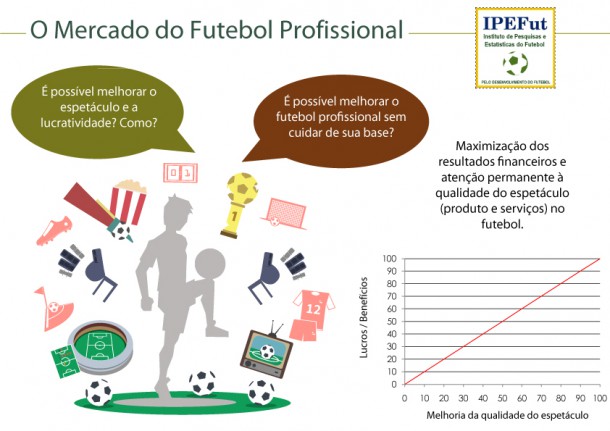 O Mercado do Futebol Profissional
IPEFut
Instituto de Pesquisas e
Estatísticas do Futebol
PELO DESENVOLVIMENTO DO FUTEBOL
É possível melhorar o
espetáculo e a
lucratividade? Como?
É possível melhorar o
futebol profissional sem
cuidar de sua base?
Maximização dos
resultados financeiros e
atenção permanente à
qualidade do espetáculo
(produto e serviços) no
futebol.
0 1
1
12
Lucros / Benefícios
100
90
80
70
60
50
40
30
20
10
0
0 10 20 30 40 50 60 70 80 90 100
Melhoria da qualidade do espetáculo